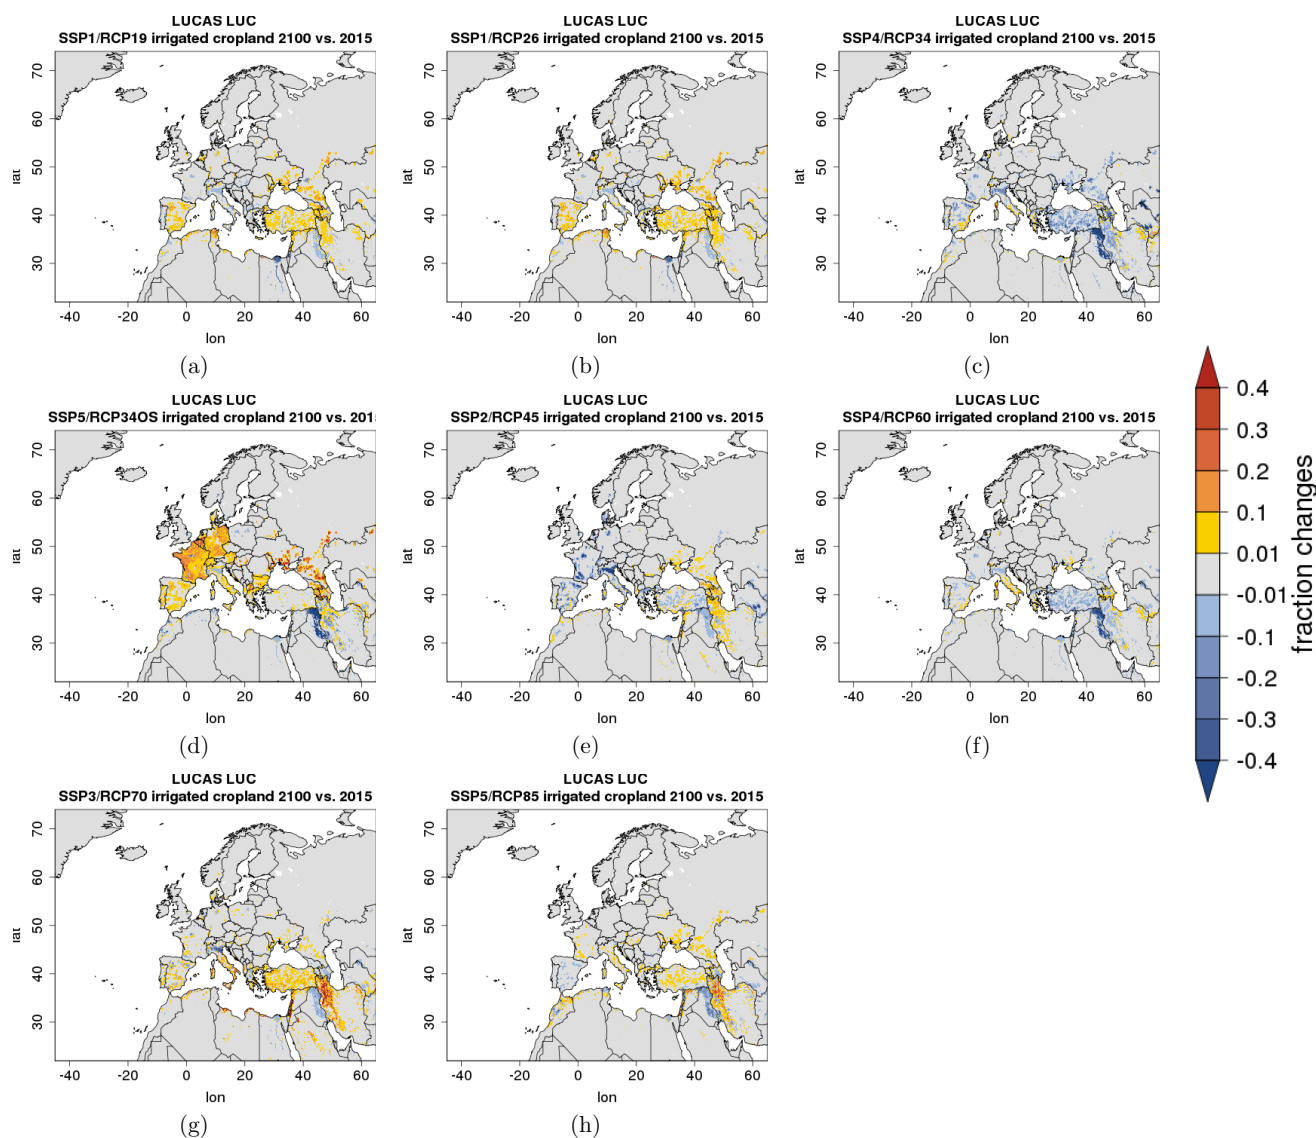 LUCAS LUC
SSP1/RCP19 irrigated cropland 2100 vs. 2015
70
60
50
40
30
lat
-40
-20
0
20
40
60
lon
(a)
LUCAS LUC
SSP1/RCP26 irrigated cropland 2100 vs. 2015
70
60
50
40
30
lat
-40
-20
0
20
40
60
lon
(b)
LUCAS LUC
SSP4/RCP34 irrigated cropland 2100 vs. 2015
70
60
50
40
30
lat
-40
-20
0
20
40
60
lon
(c)
LUCAS LUC
SSP5/RCP34OS irrigated cropland 2100 vs. 201
70
60
50
40
30
lat
-40
-20
0
20
40
60
lon
(d)
LUCAS LUC
SSP2/RCP45 irrigated cropland 2100 vs. 2015
70
60
50
40
30
lat
-40
-20
0
20
40
60
lon
(e)
LUCAS LUC
SSP4/RCP60 irrigated cropland 2100 vs. 2015
70
60
50
40
30
lat
-40
-20
0
20
40
60
lon
(f)
LUCAS LUC
SSP3/RCP70 irrigated cropland 2100 vs. 2015
70
60
50
40
30
lat
-40
-20
0
20
40
60
lon
(g)
LUCAS LUC
SSP5/RCP85 irrigated cropland 2100 vs. 2015
70
60
50
40
30
lat
-40
-20
0
20
40
60
lon
(h)
0.4
0.3
0.2
0.1
0.01
-0.01
-0.1
-0.2
-0.3
-0.4
fraction changes